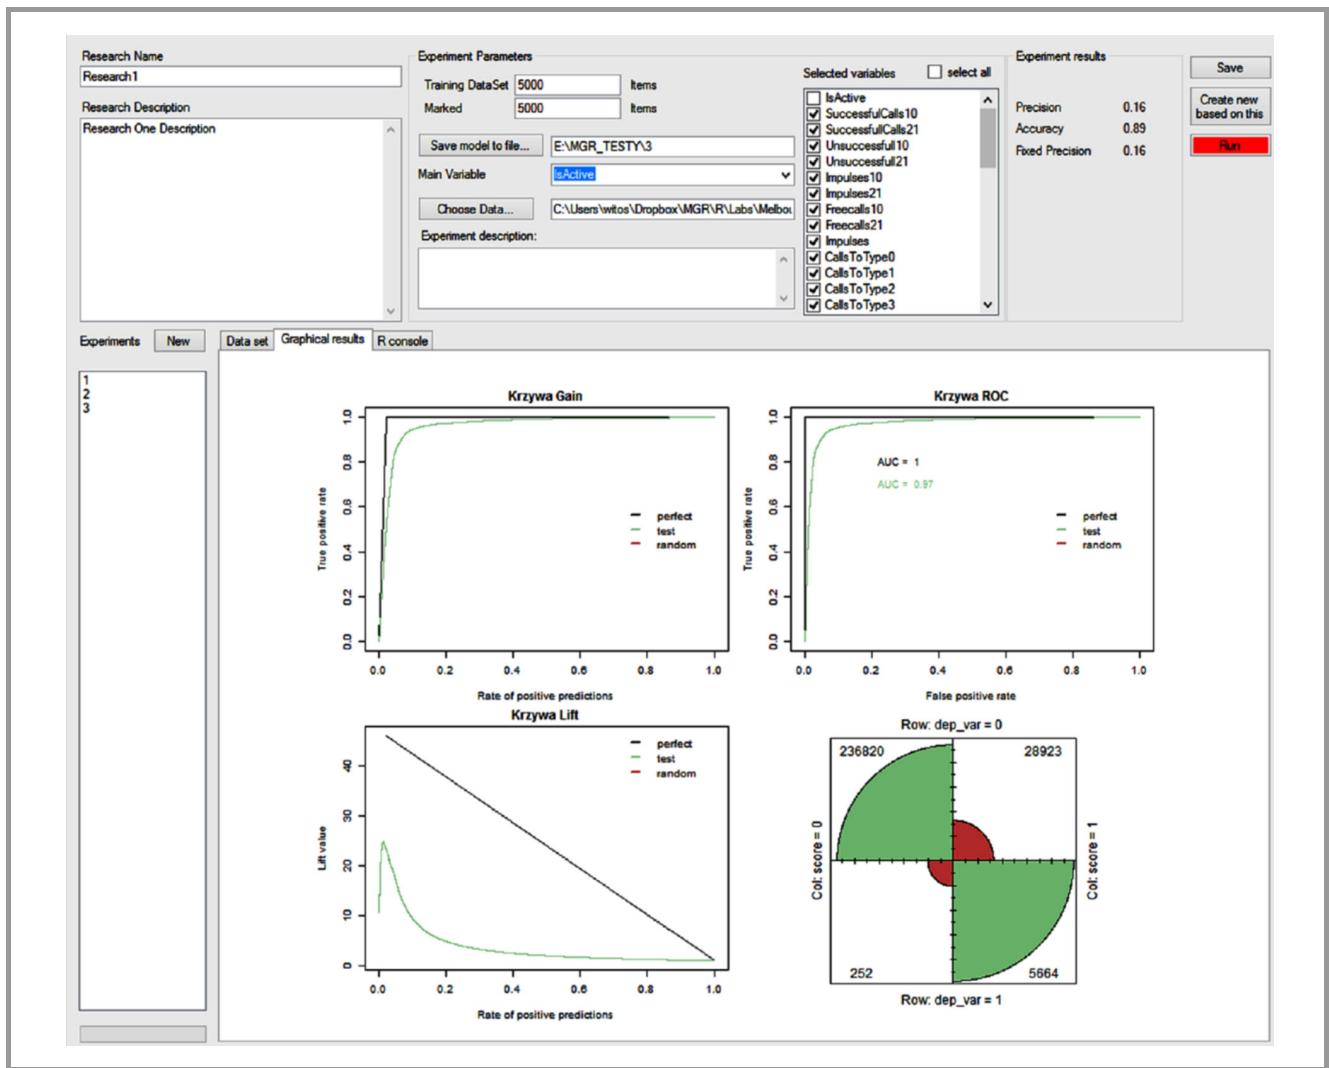 Research Name
Research1
Research Description
Research One Description
Experiment Parameters
Training DataSet 5000 Items
Marked 5000 Items
Save model to file... E:\MGR_TESTY\3
Main Variable IsActive
Choose Data... C:\Users\witos\Dropbox\MGR\R\Labs\Melbou
Experiment description:
Selected variables select all
IsActive
SuccessfulCalls10
SuccessfulCalls21
Unsuccessfull10
Unsuccessfull21
Impulses10
Impulses21
Freecalls10
Freecalls21
Impulses
CallsToType0
CallsToType1
CallsToType2
CallsToType3
Experiment results
Precision 0.16
Accuracy 0.89
Fixed Precision 0.16
Save
Create new
based on this
Run
Experiments New
1
2
3
Data set Graphical results R console
Krzywa Gain
True positive rate
1.0
0.8
0.6
0.4
0.2
0.0
perfect
test
random
0.0 0.2 0.4 0.6 0.8 1.0
Rate of positive predictions
Krzywa ROC
True positive rate
1.0
0.8
0.6
0.4
0.2
0.0
AUC = 1
AUC = 0.97
perfect
test
random
0.0 0.2 0.4 0.6 0.8 1.0
False positive rate
Krzywa Lift
Lift value
40
30
20
10
0
perfect
test
random
0.0 0.2 0.4 0.6 0.8 1.0
Rate of positive predictions
Row: dep_var = 0
236820 28923
Col: score = 0
Col: score = 1
252 5664
Row: dep_var = 1